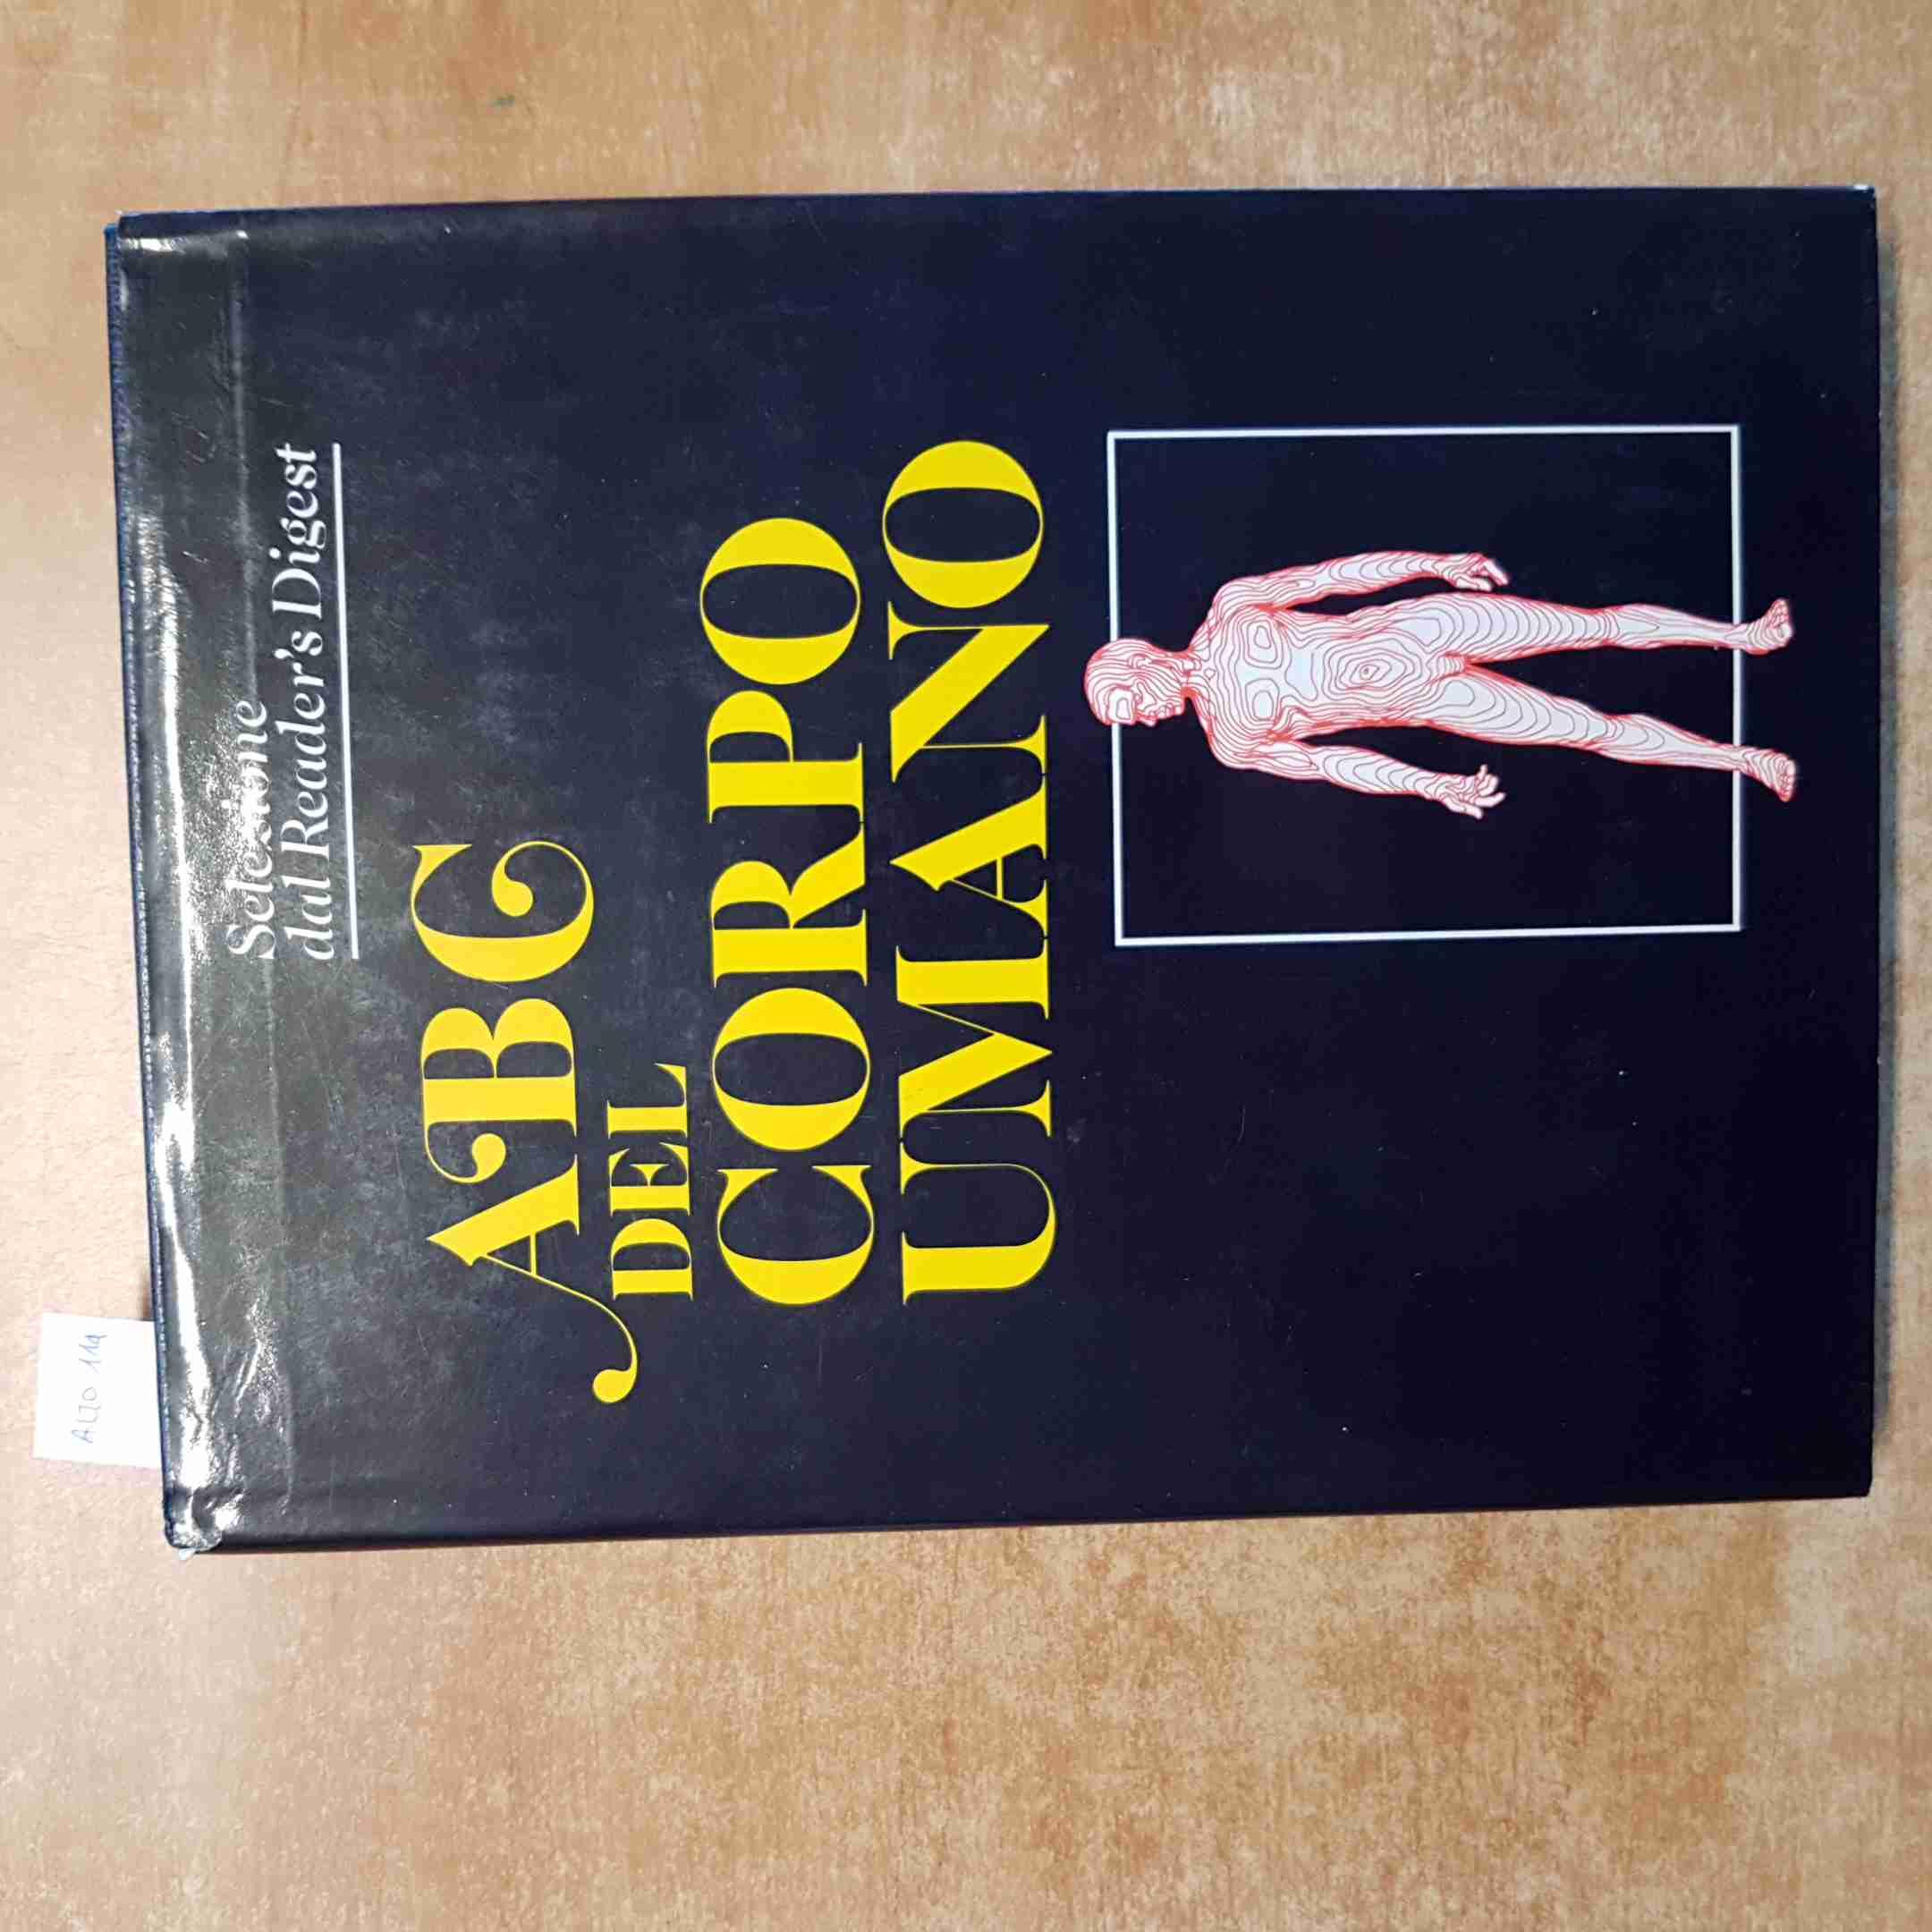 Selezione
dal Reader's Digest
ABC
DEL
CORPO
UMANO